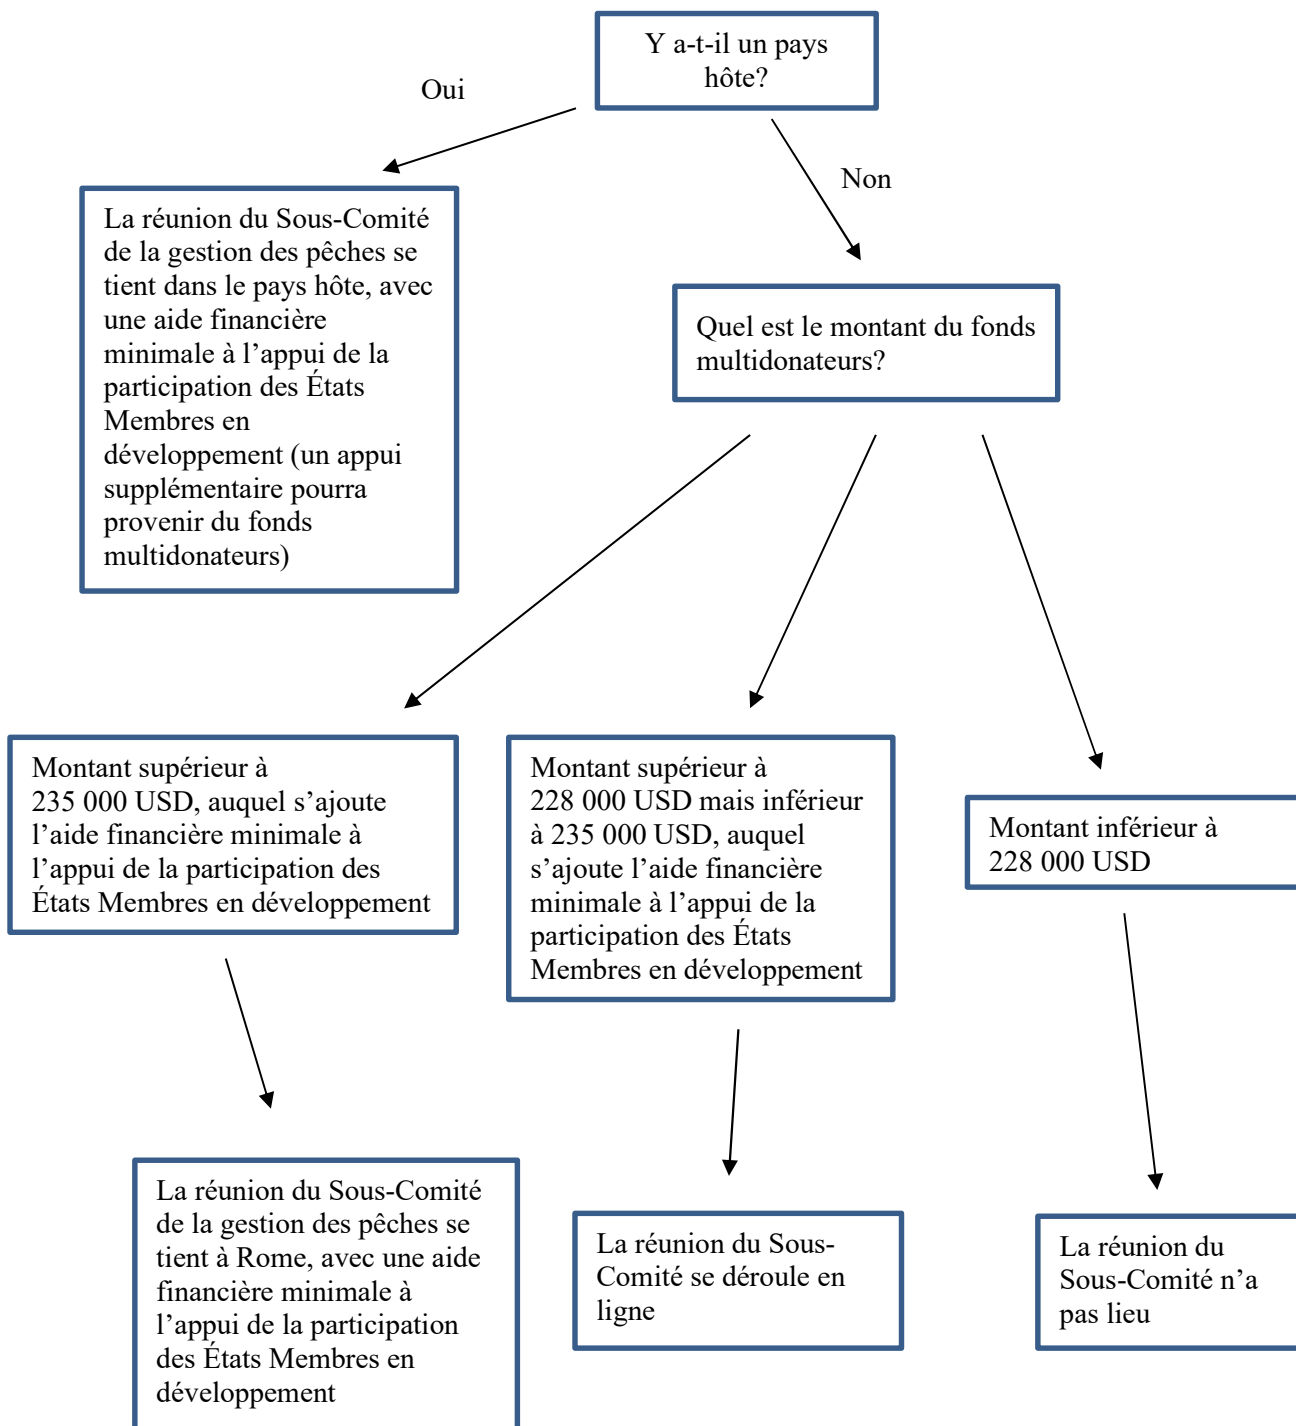 Y a-t-il un pays
hôte?
Oui
Non
La réunion du Sous-Comité
de la gestion des pêches se
tient dans le pays hôte, avec
une aide financière
minimale à l’appui de la
participation des États
Membres en
développement (un appui
supplémentaire pourra
provenir du fonds
multidonateurs)
Quel est le montant du fonds
multidonateurs?
Montant supérieur à
235 000 USD, auquel s’ajoute
l’aide financière minimale à
l’appui de la participation des
États Membres en développement
Montant supérieur à
228 000 USD mais inférieur
à 235 000 USD, auquel
s’ajoute l’aide financière
minimale à l’appui de la
participation des États
Membres en développement
Montant inférieur à
228 000 USD
La réunion du Sous-Comité
de la gestion des pêches se
tient à Rome, avec une aide
financière minimale à
l’appui de la participation
des États Membres en
développement
La réunion du Sous-
Comité se déroule en
ligne
La réunion du
Sous-Comité n’a
pas lieu